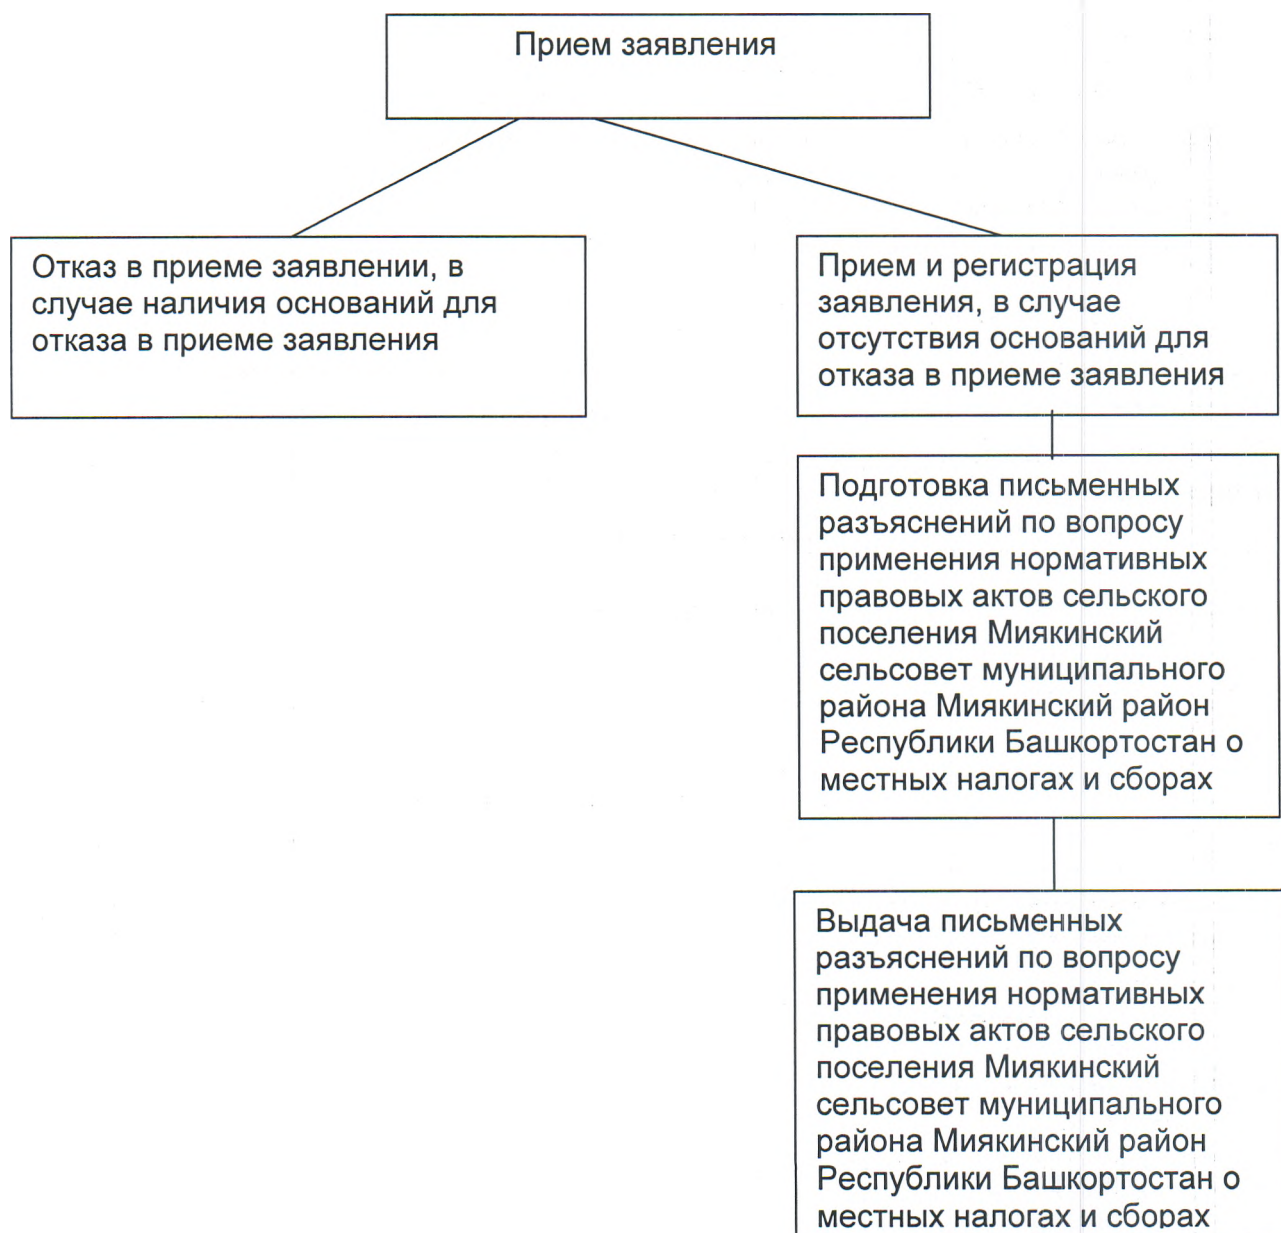 Прием заявления
Отказ в приеме заявлении, в
случае наличия оснований для
отказа в приеме заявления
Прием и регистрация
заявления, в случае
отсутствия оснований для
отказа в приеме заявления
Подготовка письменных
разъяснений по вопросу
применения нормативных
правовых актов сельского
поселения Миякинский
сельсовет муниципального
района Миякинский район
Республики Башкортостан о
местных налогах и сборах
Выдача письменных
разъяснений по вопросу
применения нормативных
правовых актов сельского
поселения Миякинский
сельсовет муниципального
района Миякинский район
Республики Башкортостан о
местных налогах и сборах